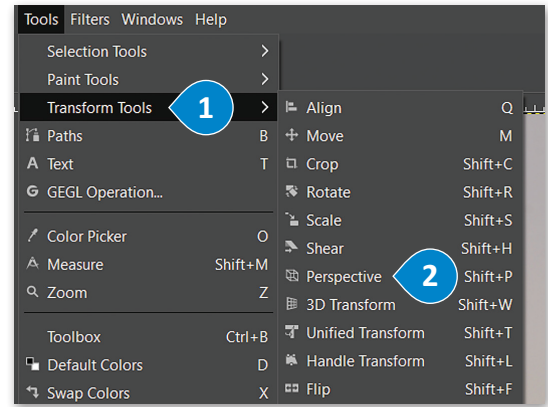 Tools Filters Windows Help
Selection Tools
Paint Tools
Transform Tools 1
Paths B
Text T
GEGL Operation...
Color Picker O
Measure Shift+M
Zoom Z
Toolbox Ctrl+B
Default Colors D
Swap Colors X
Align Q
Move M
Crop Shift+C
Rotate Shift+R
Scale Shift+S
Shear Shift+H
Perspective 2 Shift+P
3D Transform Shift+W
Unified Transform Shift+T
Handle Transform Shift+L
Flip Shift+F